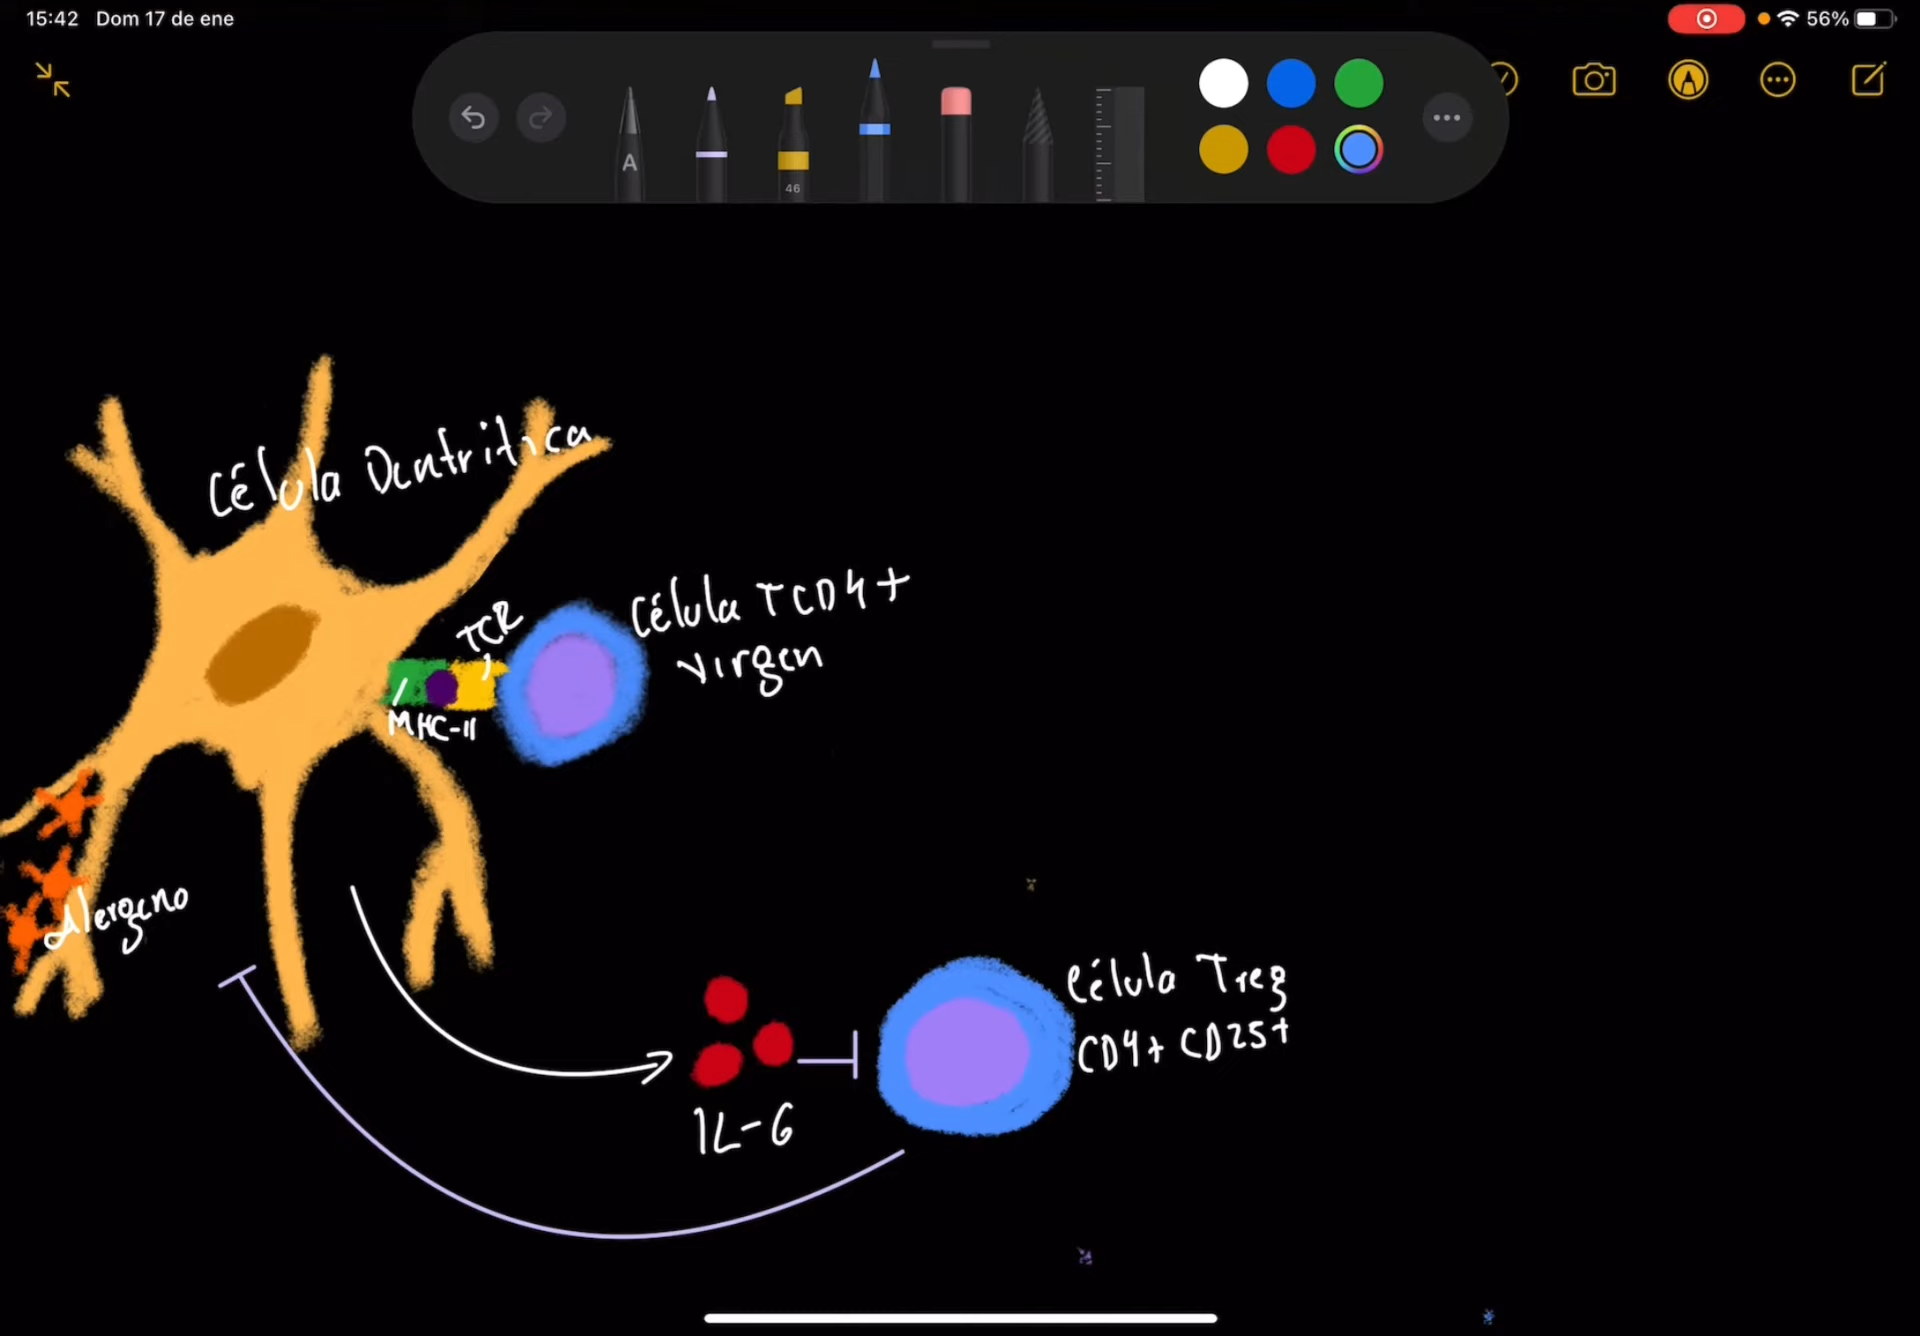 15:42 Dom 17 de ene
56%
A
46
Célula Dentritica
TCR
Célula TCD4+
virgen
MHC-II
Alergeno
Célula Treg
CD4+ CD25+
IL-6